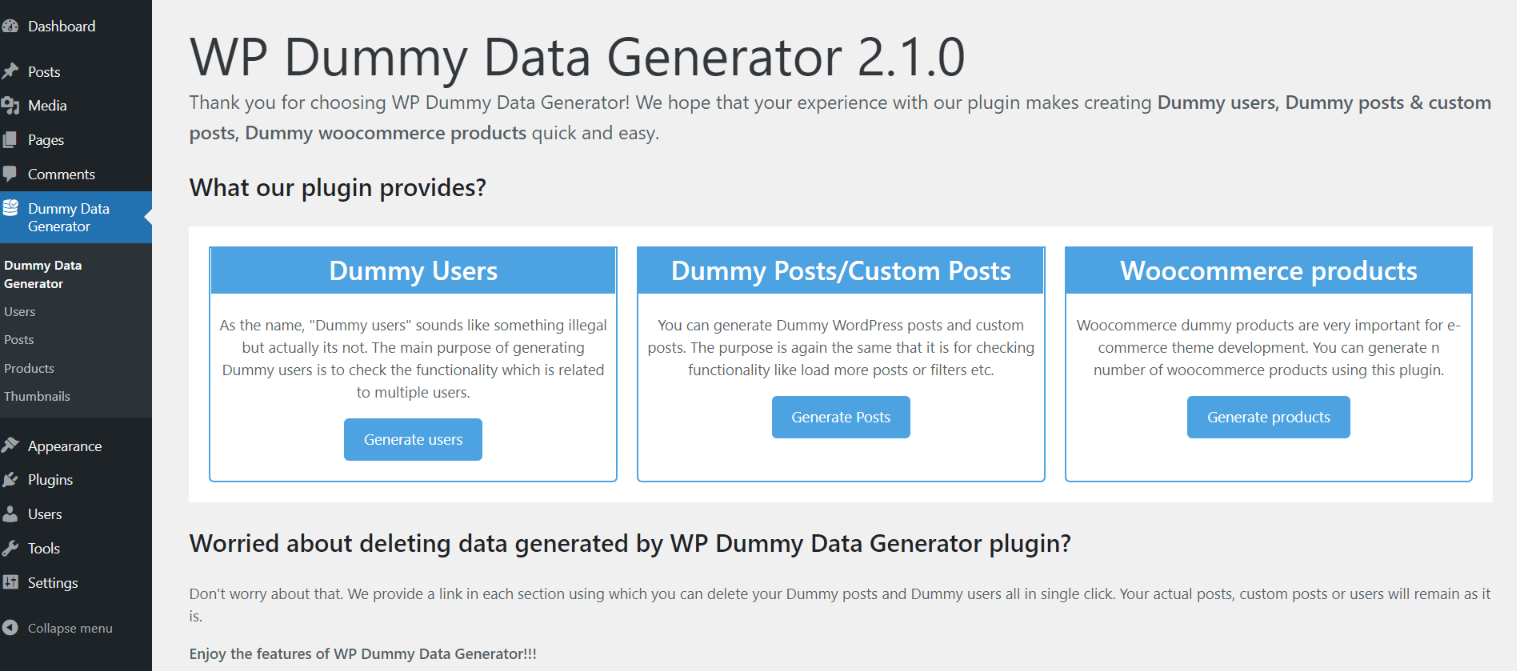 Dashboard
Posts
Media
Pages
Comments
Dummy Data
Generator
Dummy Data
Generator
Users
Posts
Products
Thumbnails
Appearance
Plugins
Users
Tools
Settings
Collapse menu
WP Dummy Data Generator 2.1.0
Thank you for choosing WP Dummy Data Generator! We hope that your experience with our plugin makes creating Dummy users, Dummy posts & custom
posts, Dummy woocommerce products quick and easy.
What our plugin provides?
Dummy Users
As the name, "Dummy users" sounds like something illegal
but actually its not. The main purpose of generating
Dummy users is to check the functionality which is related
to multiple users.
Generate users
Dummy Posts/Custom Posts
You can generate Dummy WordPress posts and custom
posts. The purpose is again the same that it is for checking
functionality like load more posts or filters etc.
Generate Posts
Woocommerce products
Woocommerce dummy products are very important for e-
commerce theme development. You can generate n
number of woocommerce products using this plugin.
Generate products
Worried about deleting data generated by WP Dummy Data Generator plugin?
Don't worry about that. We provide a link in each section using which you can delete your Dummy posts and Dummy users all in single click. Your actual posts, custom posts or users will remain as it
is.
Enjoy the features of WP Dummy Data Generator!!!